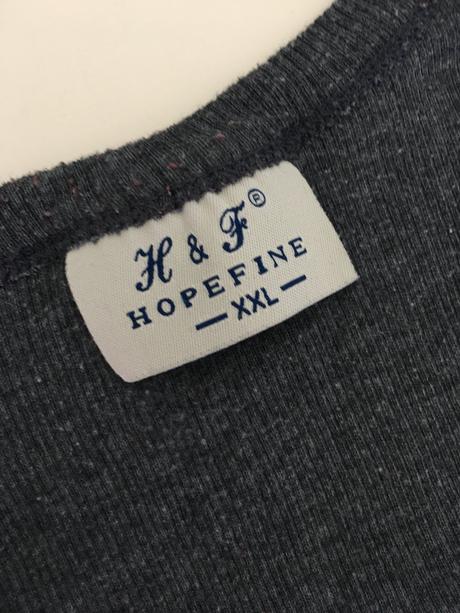 H & F®
HOPEFINE
— XXL —